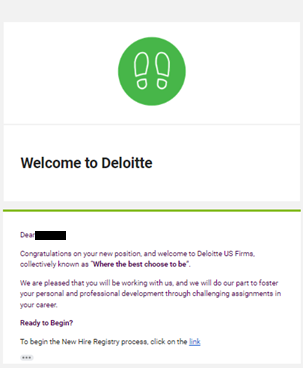 Welcome to Deloitte
Dear
Congratulations on your new position, and welcome to Deloitte US Firms,
collectively known as "Where the best choose to be".
We are pleased that you will be working with us, and we will do our part to foster
your personal and professional development through challenging assignments in
your career.
Ready to Begin?
To begin the New Hire Registry process, click on the link